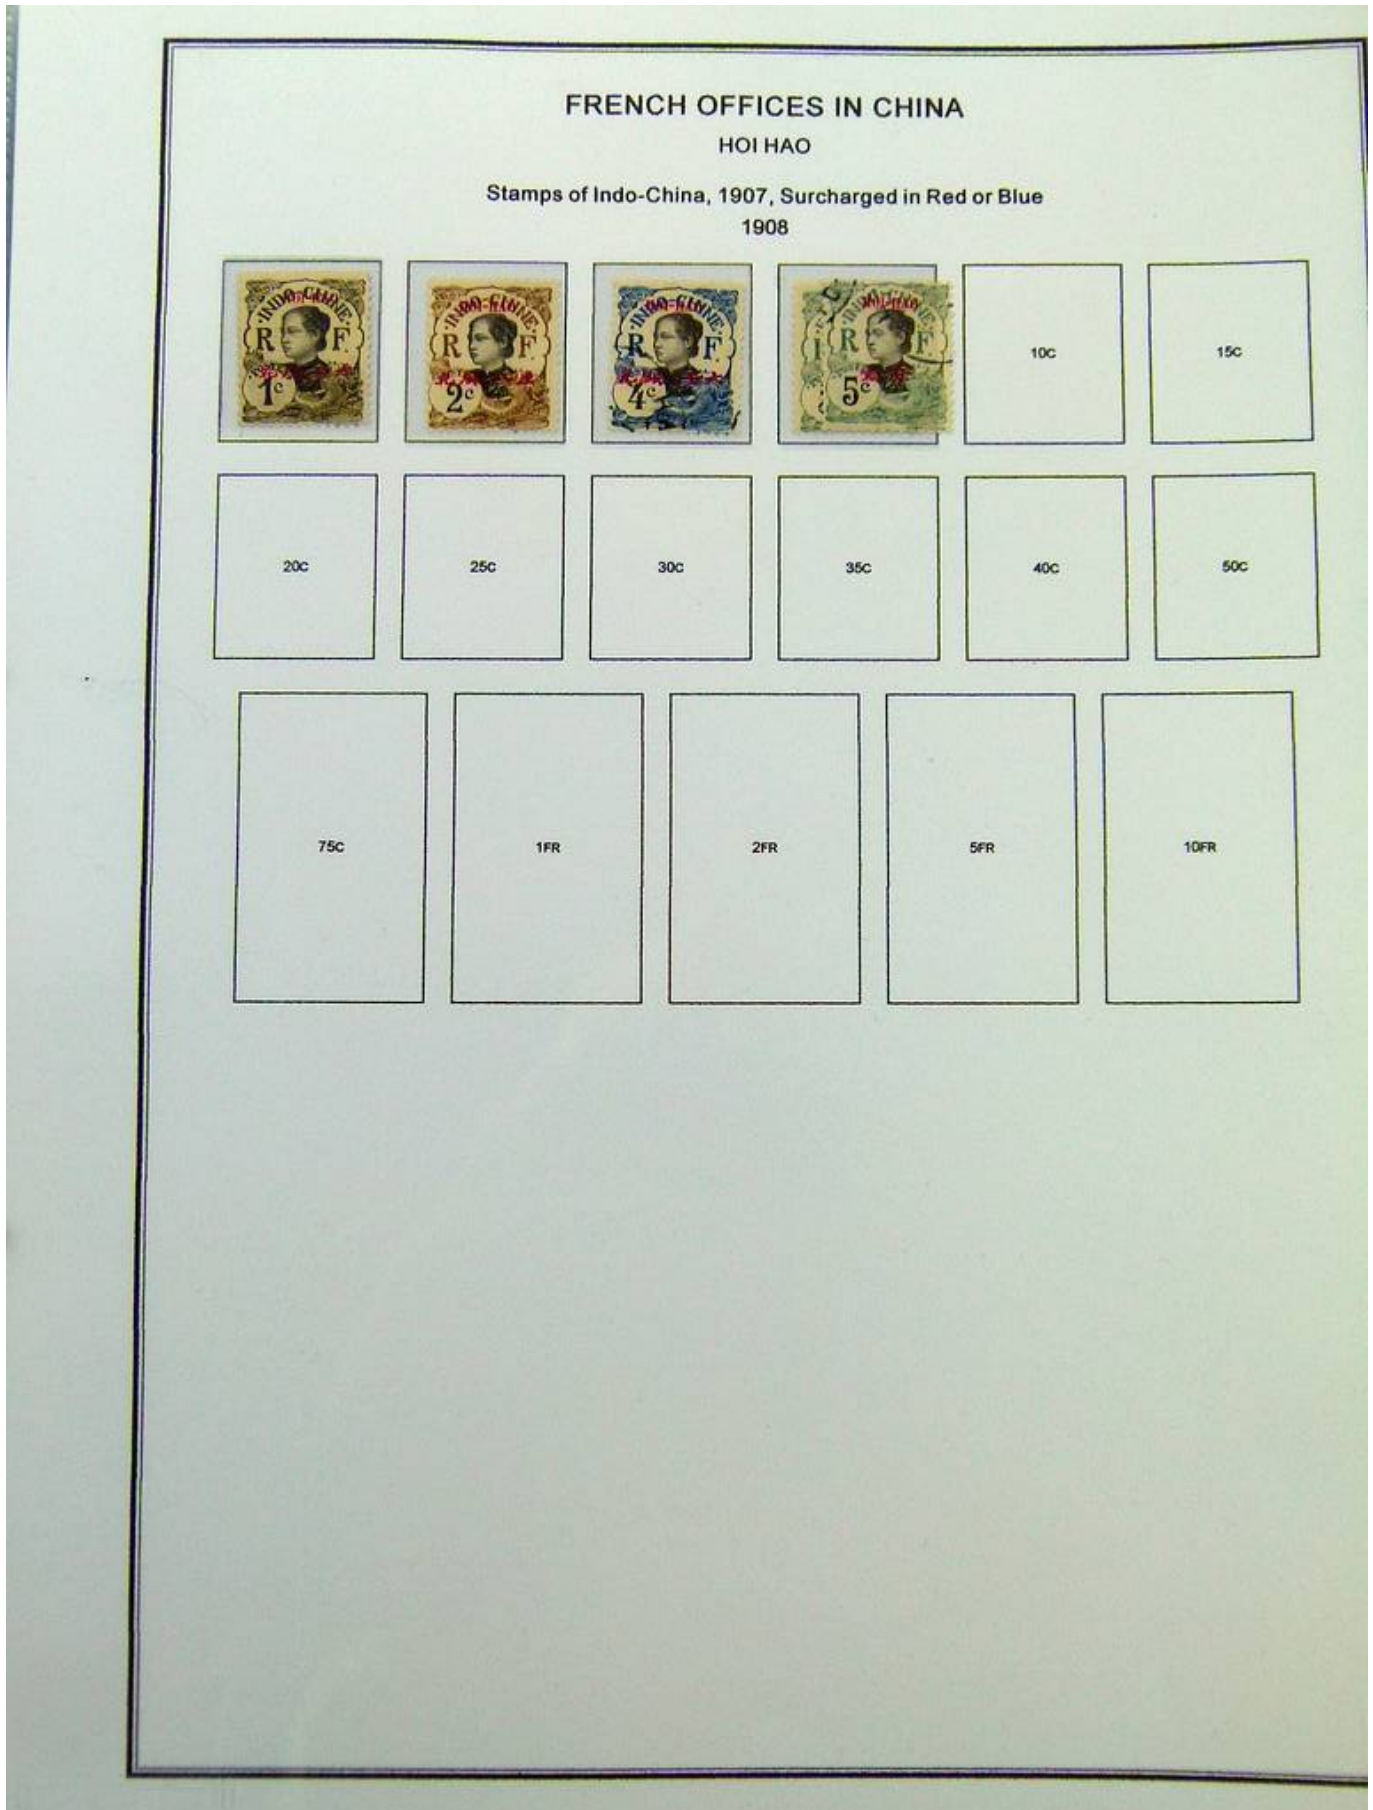 FRENCH OFFICES IN CHINA
HOI HAO
Stamps of Indo-China, 1907, Surcharged in Red or Blue
1908
INDO-CHINE
R F
1c
INDO-CHINE
R F
2c
INDO-CHINE
R F
4c
R F
5c
10C
15C
20C
25C
30C
35C
40C
50C
75C
1FR
2FR
5FR
10FR